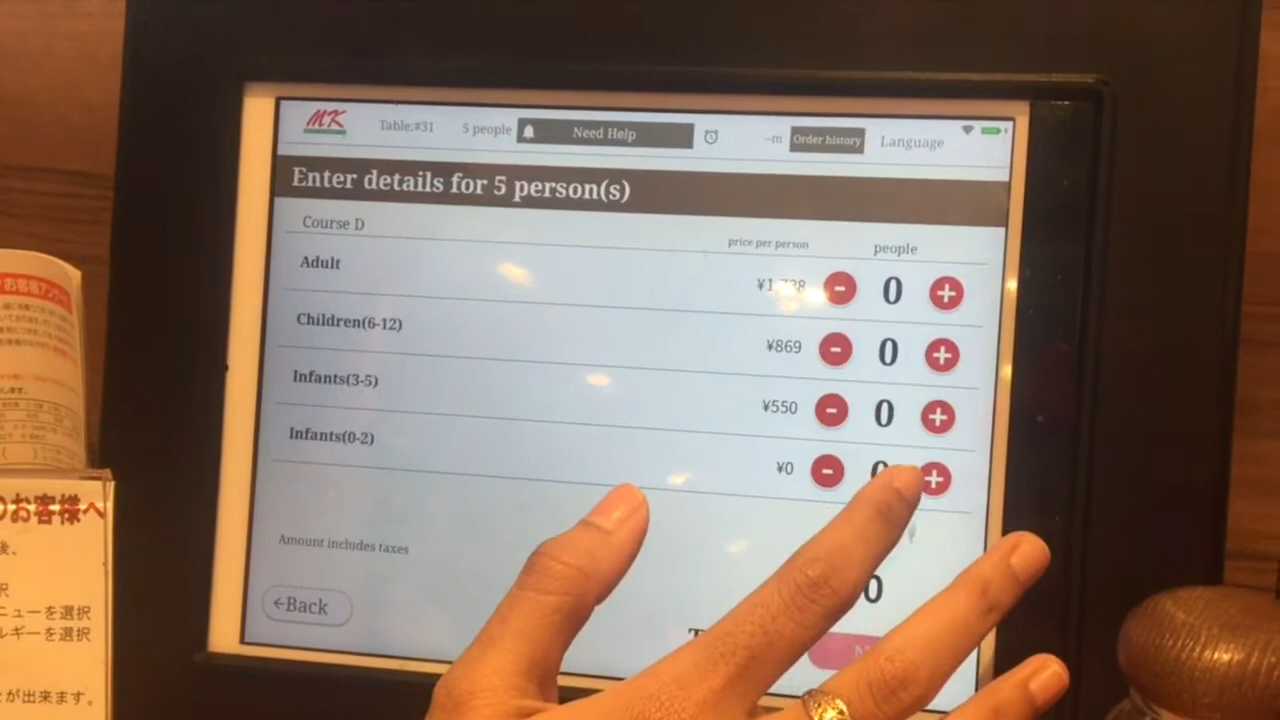 MK
Table:#31
5 people
Need Help
--m
Order history
Language
Enter details for 5 person(s)
Course D
price per person
people
Adult
0
Children(6-12)
¥869
0
Infants(3-5)
¥550
0
Infants(0-2)
¥0
Amount includes taxes
0
←Back
のお客様へ
ニューを選択
ルギーを選択
が出来ます。